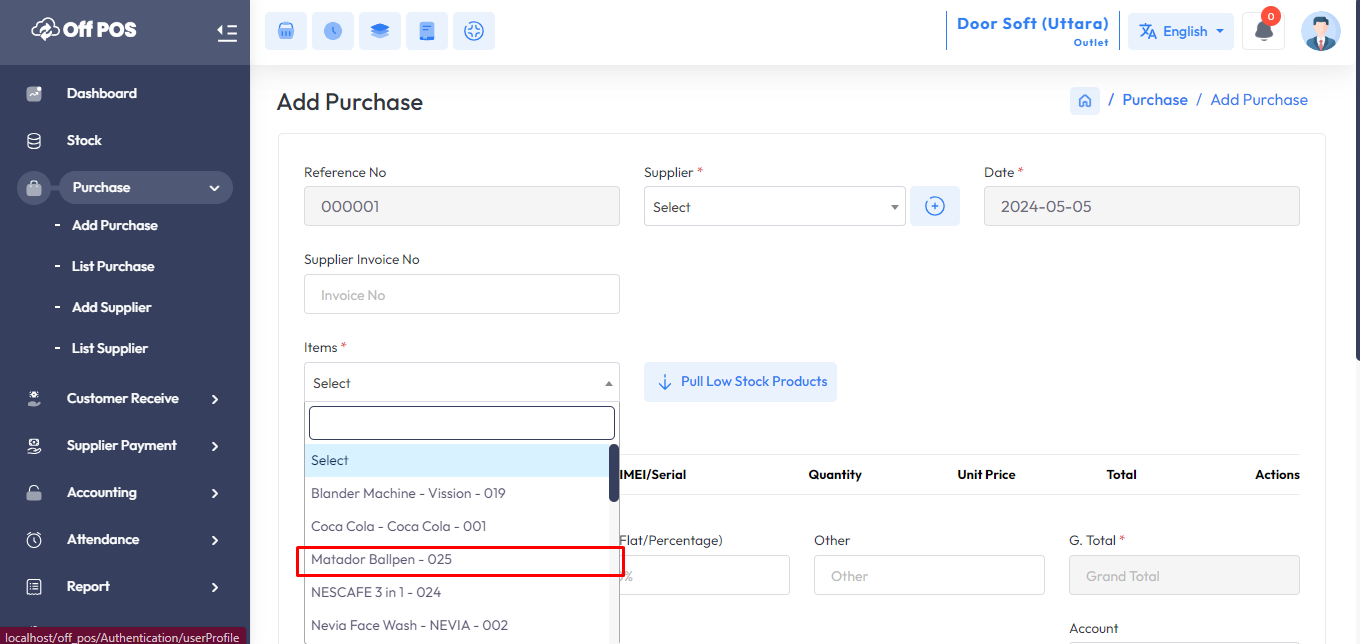 Off POS
Door Soft (Uttara)
Outlet
English
0
Dashboard
Stock
Purchase
- Add Purchase
- List Purchase
- Add Supplier
- List Supplier
Customer Receive
Supplier Payment
Accounting
Attendance
Report
localhost/off_pos/Authentication/userProfile
Add Purchase
/ Purchase / Add Purchase
Reference No
000001
Supplier *
Select
Date *
2024-05-05
Supplier Invoice No
Invoice No
Items *
Select
Pull Low Stock Products
Select
Blander Machine - Vission - 019
Coca Cola - Coca Cola - 001
Matador Ballpen - 025
NESCAFE 3 in 1 - 024
Nevia Face Wash - NEVIA - 002
IMEI/Serial
Quantity
Unit Price
Total
Actions
Flat/Percentage)
%
Other
Other
G. Total *
Grand Total
Account